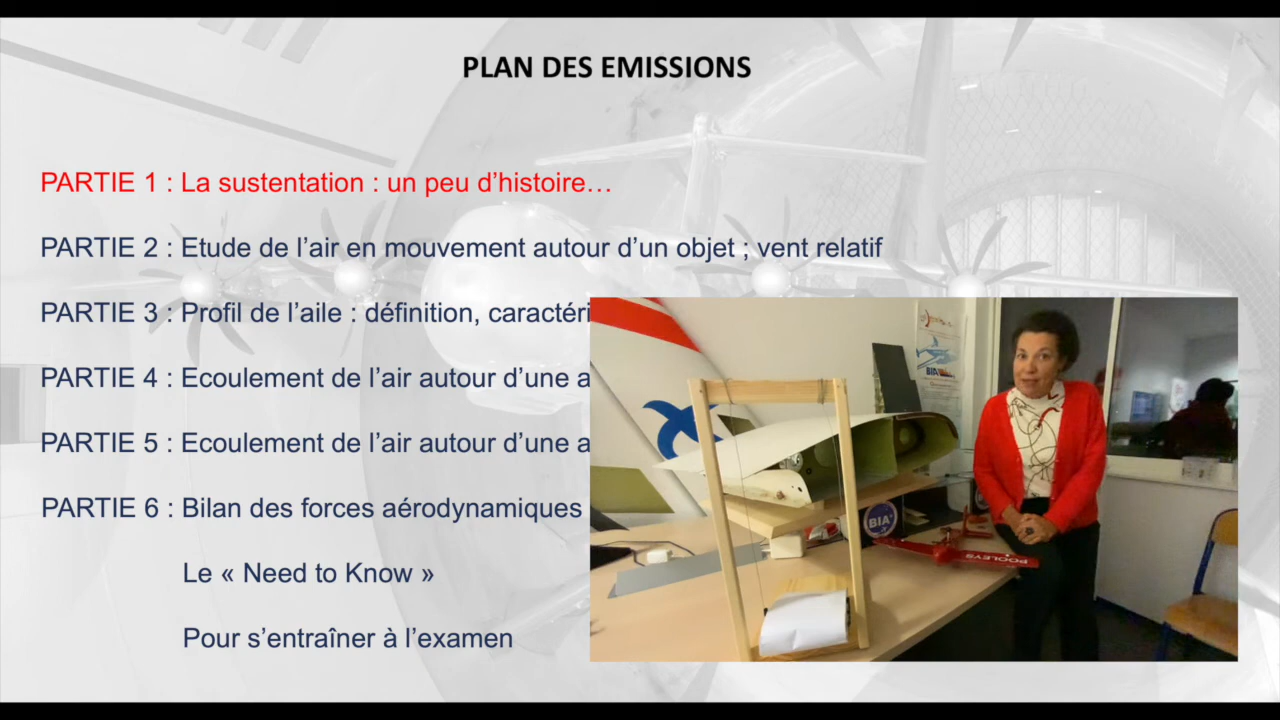 PLAN DES EMISSIONS
PARTIE 1 : La sustentation : un peu d’histoire…
PARTIE 2 : Etude de l’air en mouvement autour d’un objet ; vent relatif
PARTIE 3 : Profil de l’aile : définition, caractéri
PARTIE 4 : Ecoulement de l’air autour d’une a
PARTIE 5 : Ecoulement de l’air autour d’une a
PARTIE 6 : Bilan des forces aérodynamiques
Le « Need to Know »
Pour s’entraîner à l’examen
BIA
BIA
POOLEYS